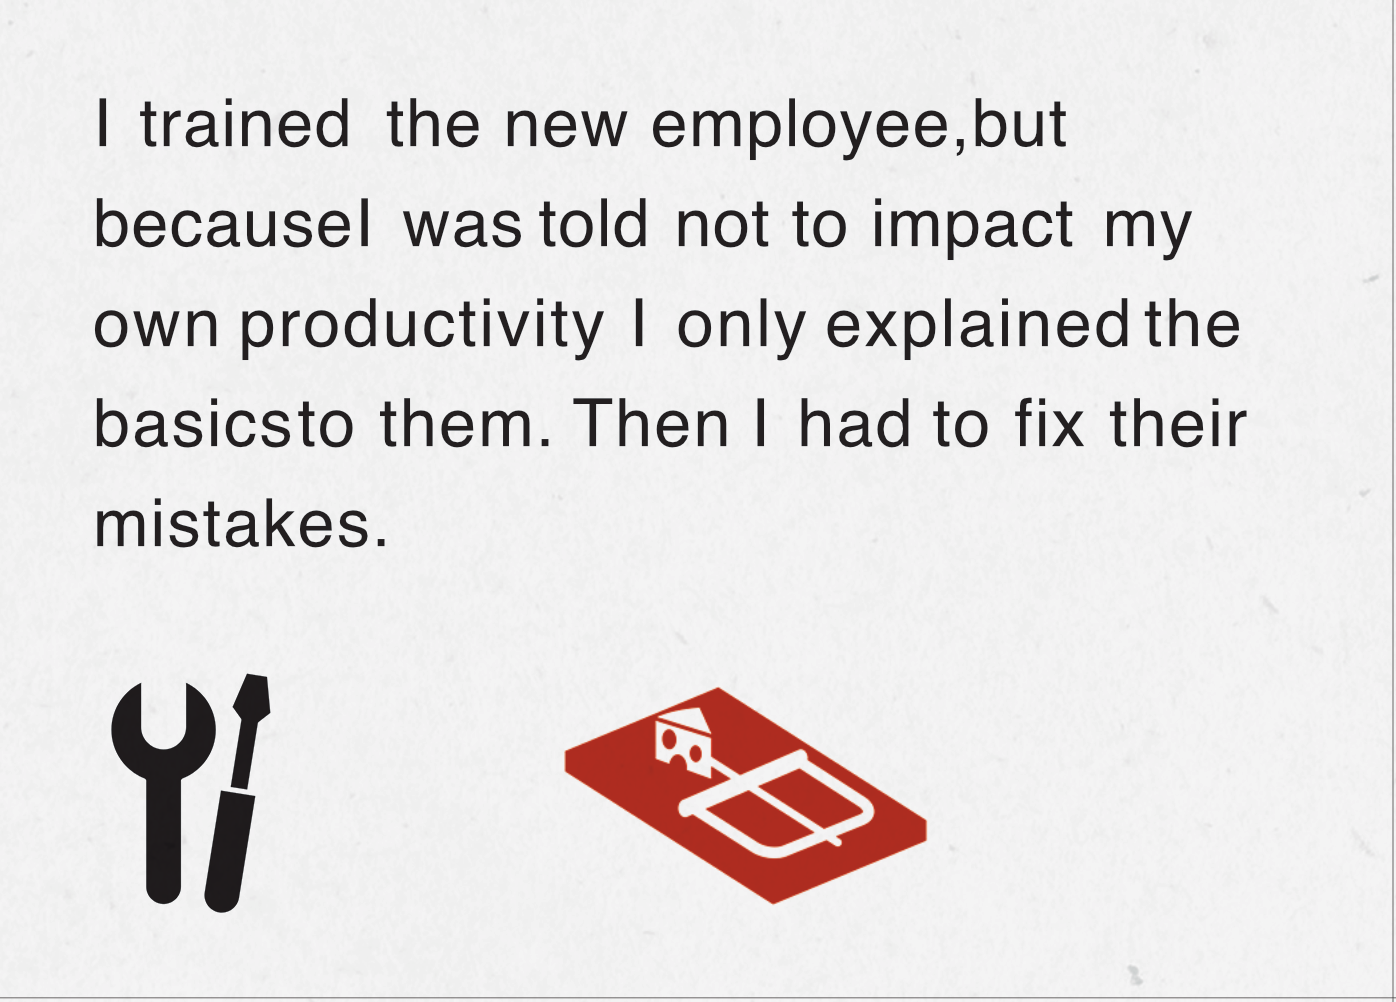 I trained the new employee,but
becauseI was told not to impact my
own productivity I only explained the
basicsto them. Then I had to fix their
mistakes.